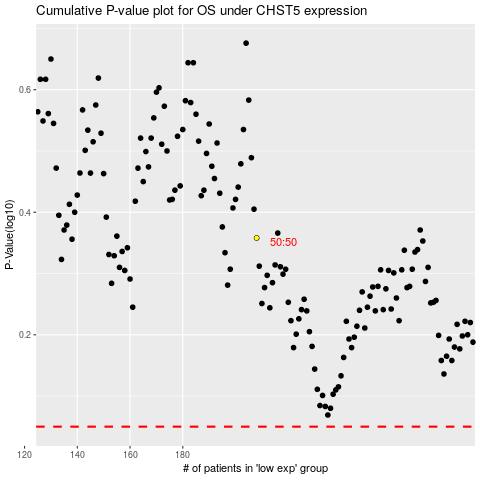 Cumulative P-value plot for OS under CHST5 expression
P-Value(log10)
0.6
0.4
0.2
50:50
120 140 160 180
# of patients in 'low exp' group